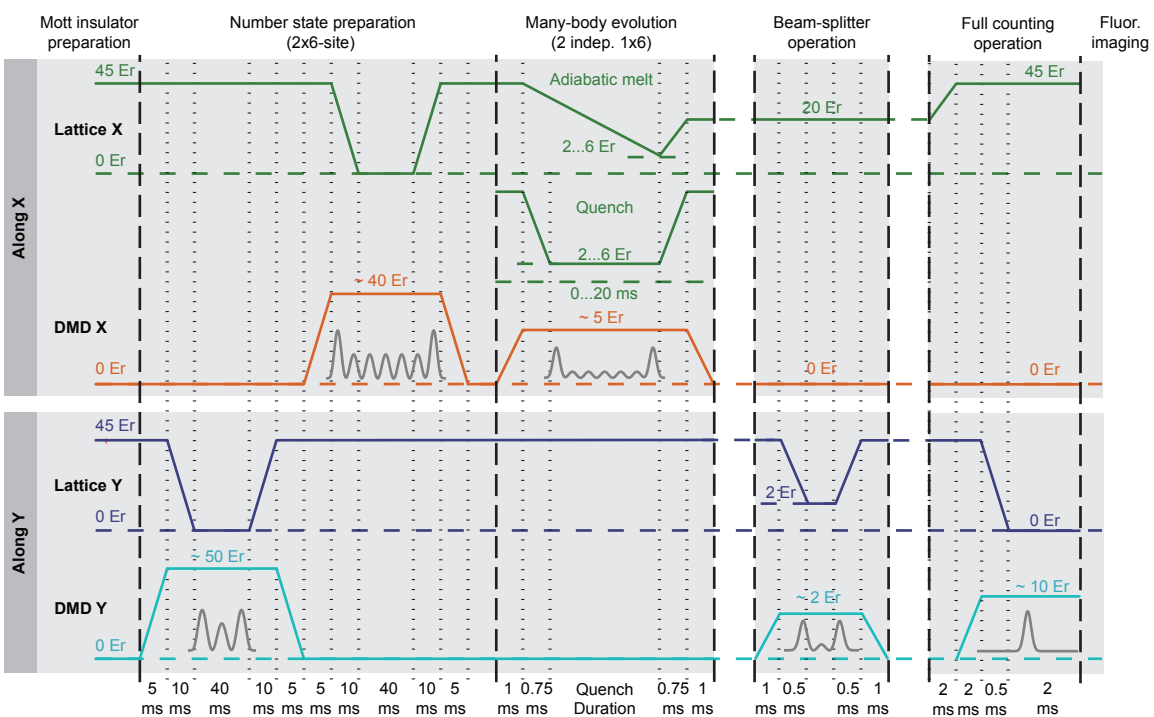 Mott insulator
preparation
Number state preparation
(2x6-site)
Many-body evolution
(2 indep. 1x6)
Beam-splitter
operation
Full counting
operation
Fluor.
imaging
Along X
45 Er
Lattice X
0 Er
Adiabatic melt
2...6 Er
20 Er
45 Er
Quench
2...6 Er
0...20 ms
DMD X
0 Er
~ 40 Er
~ 5 Er
0 Er
0 Er
Along Y
45 Er
Lattice Y
0 Er
2 Er
0 Er
DMD Y
0 Er
~ 50 Er
~ 2 Er
~ 10 Er
5 10 40 10 5 5 10 40 10 5 1 0.75 Quench 0.75 1 1 0.5 0.5 1 2 2 0.5 2
ms ms ms ms ms ms ms ms ms ms ms ms Duration ms ms ms ms ms ms ms ms ms ms